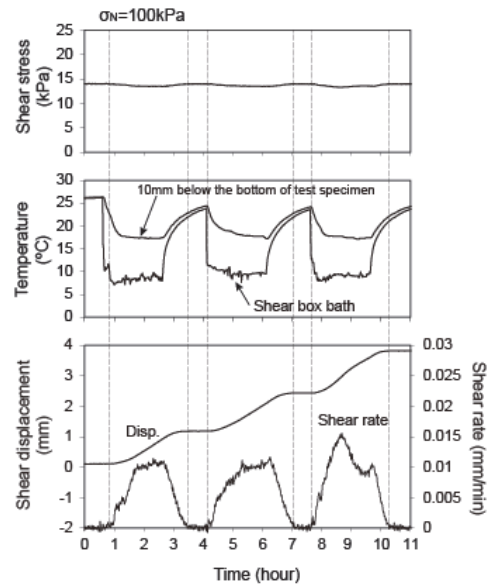 σN=100kPa
Shear stress
(kPa)
25
20
15
10
5
0
Temperature
(ºC)
30
25
20
15
10
5
0
10mm below the bottom of test specimen
Shear box bath
Shear displacement
(mm)
4
3
2
1
0
-1
-2
Disp.
Shear rate
0.03
0.025
0.02
0.015
0.01
0.005
0
Shear rate (mm/min)
0 1 2 3 4 5 6 7 8 9 10 11
Time (hour)